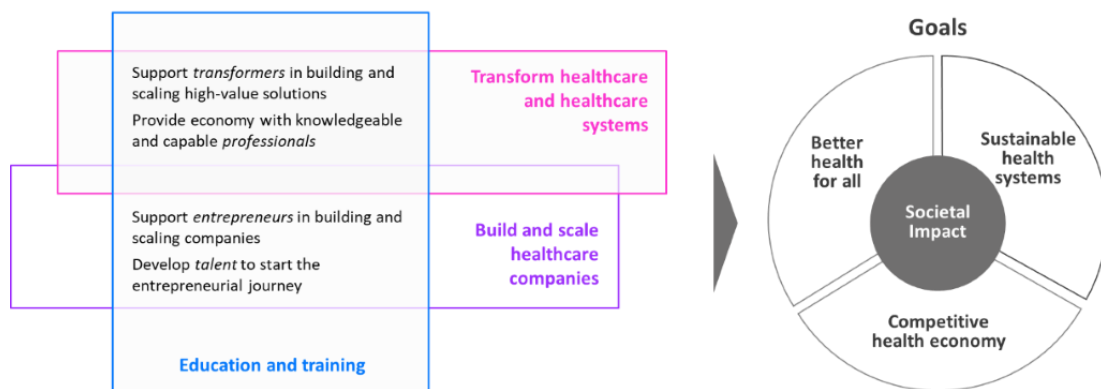 Support transformers in building and
scaling high-value solutions
Provide economy with knowledgeable
and capable professionals
Transform healthcare
and healthcare
systems
Support entrepreneurs in building and
scaling companies
Develop talent to start the
entrepreneurial journey
Build and scale
healthcare
companies
Education and training
Goals
Better
health
for all
Sustainable
health
systems
Societal
Impact
Competitive
health economy